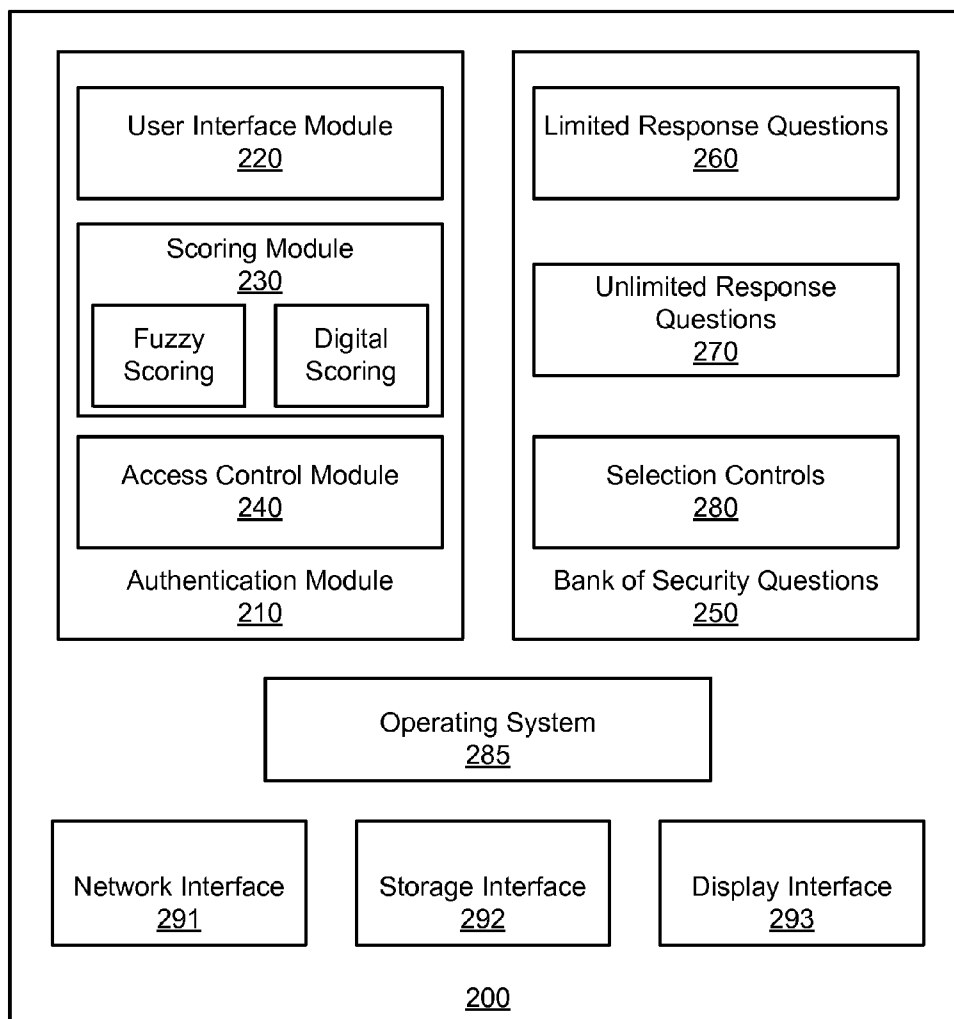 User Interface Module
220
Scoring Module
230
Fuzzy
Scoring
Digital
Scoring
Access Control Module
240
Authentication Module
210
Limited Response Questions
260
Unlimited Response
Questions
270
Selection Controls
280
Bank of Security Questions
250
Operating System
285
Network Interface
291
Storage Interface
292
Display Interface
293
200